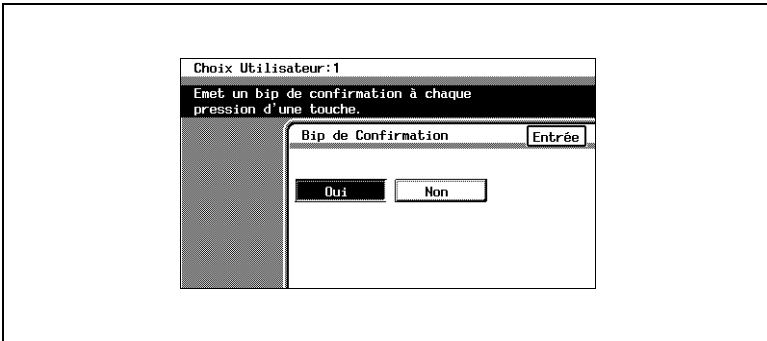 Choix Utilisateur:1
Emet un bip de confirmation à chaque
pression d'une touche.
Bip de Confirmation
Entrée
Oui
Non